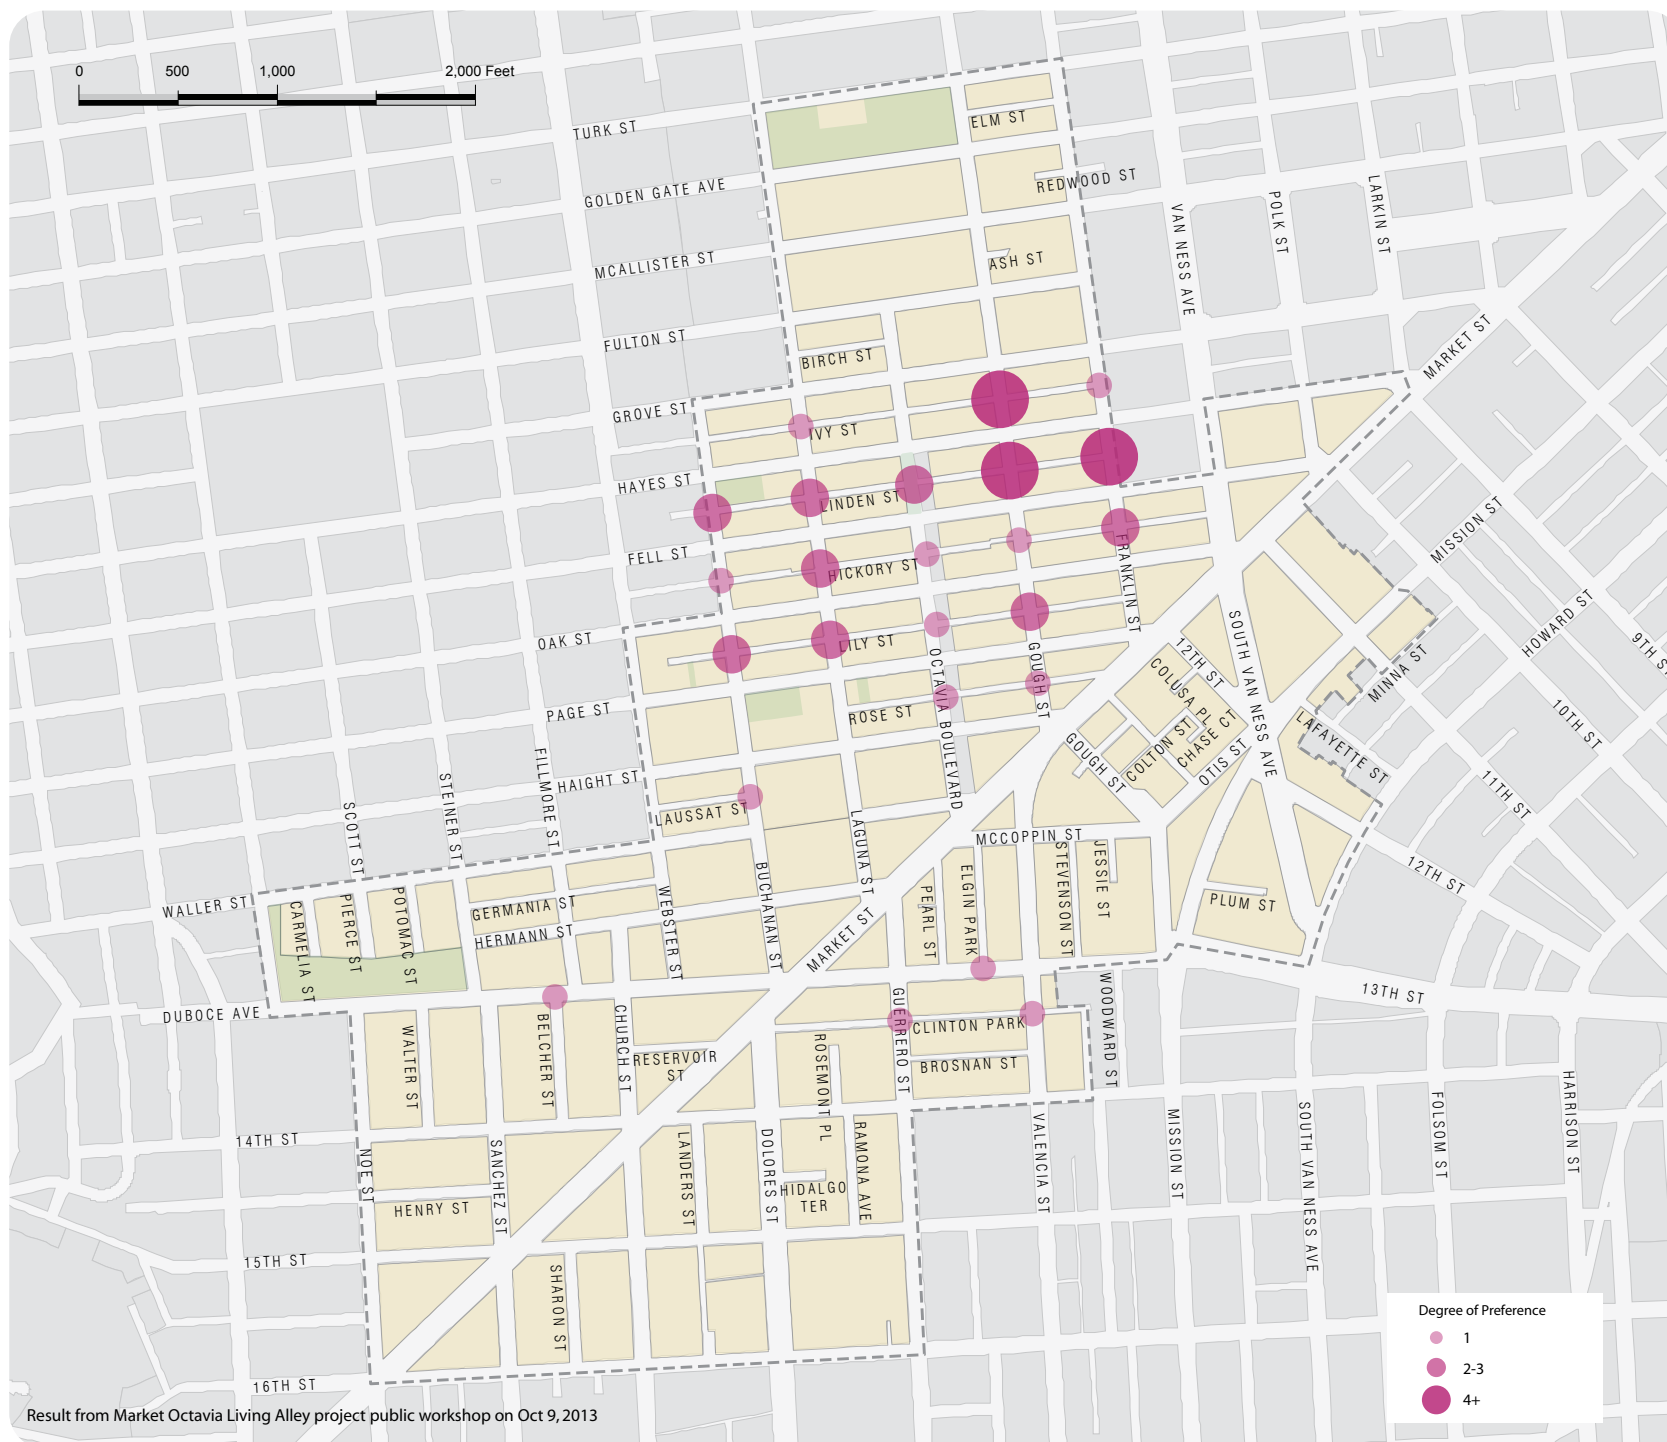 0 500 1,000 2,000 Feet
TURK ST
ELM ST
GOLDEN GATE AVE
REDWOOD ST
VAN NESS AVE
POLK ST
LARKIN ST
MCALLISTER ST
ASH ST
FULTON ST
BIRCH ST
MARKET ST
GROVE ST
IVY ST
HAYES ST
LINDEN ST
MISSION ST
FELL ST
HICKORY ST
FRANKLIN ST
HOWARD ST
9TH S
OAK ST
LILY ST
12TH ST
SOUTH VAN NESS AVE
MINNA ST
OCTAVIA BOULEVARD
GOUGH ST
COLUSA PL
PAGE ST
ROSE ST
CHASE CT
COLTON ST
GOUGH ST
OTIS ST
LAFAYETTE ST
10TH ST
HAIGHT ST
FILLMORE ST
STEINER ST
SCOTT ST
LAUSSAT ST
LAGUNA ST
MCCOPPIN ST
11TH ST
12TH ST
WALLER ST
CARMELIA ST
PIERCE ST
POTOMAC ST
GERMANIA ST
HERMANN ST
WEBSTER ST
BUCHANAN ST
MARKET ST
PEARL ST
ELGIN PARK
STEVENSON ST
JESSIE ST
PLUM ST
DUBOCE AVE
WALTER ST
BELCHER ST
CHURCH ST
RESERVOIR
ST
ROSEMONT PL
GUERRERO ST
CLINTON PARK
BROSNAN ST
WOODWARD ST
13TH ST
14TH ST
NOE ST
SANCHEZ ST
LANDERS ST
DOLORES ST
HIDALGO
TER
RAMONA AVE
VALENCIA ST
MISSION ST
SOUTH VAN NESS AVE
FOLSOM ST
HARRISON ST
HENRY ST
15TH ST
SHARON ST
16TH ST
Degree of Preference
1
2-3
4+
Result from Market Octavia Living Alley project public workshop on Oct 9, 2013